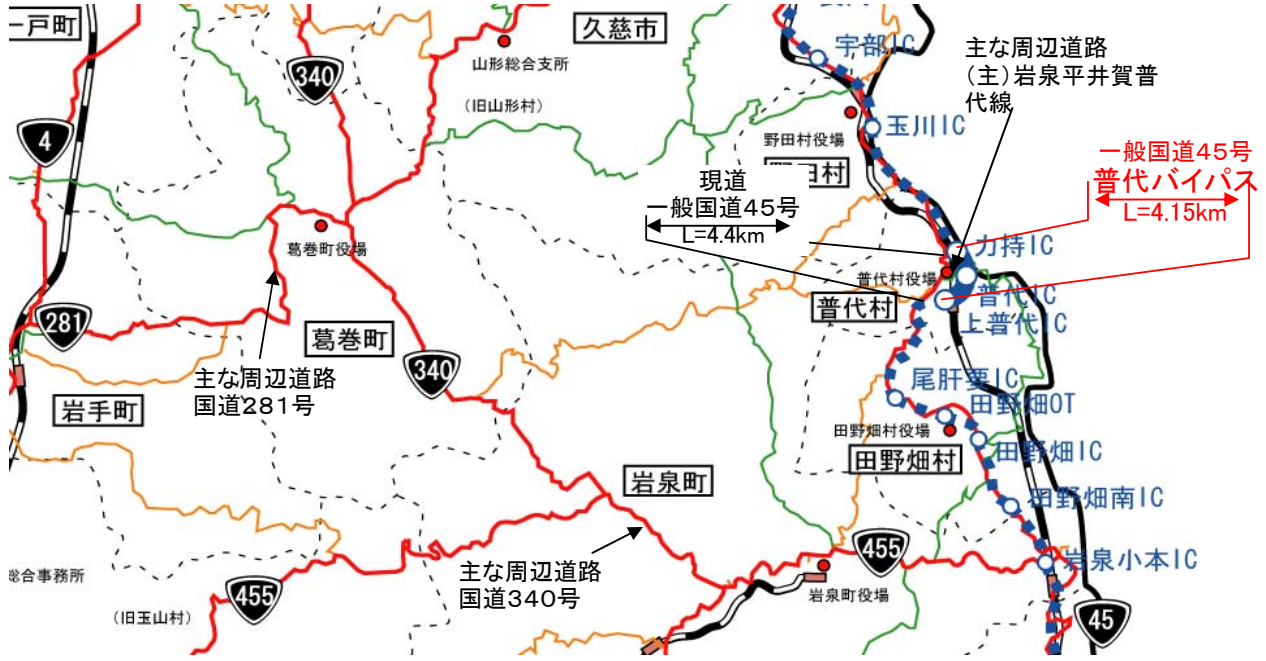 一戸町
340
久慈市
山形総合支所
(旧山形村)
宇部IC
主な周辺道路
(主)岩泉平井賀普
代線
4
玉川IC
野田村役場
一般国道45号
普代バイパス
L=4.15km
現道
一般国道45号
L=4.4km
葛巻町役場
力持IC
普代村役場
普代IC
普代村
上普代IC
281
葛巻町
340
主な周辺道路
国道281号
尾肝要IC
岩手町
田野畑OT
田野畑村役場
田野畑IC
田野畑村
岩泉町
田野畑南IC
455
岩泉小本IC
総合事務所
主な周辺道路
国道340号
455
岩泉町役場
(旧玉山村)
45